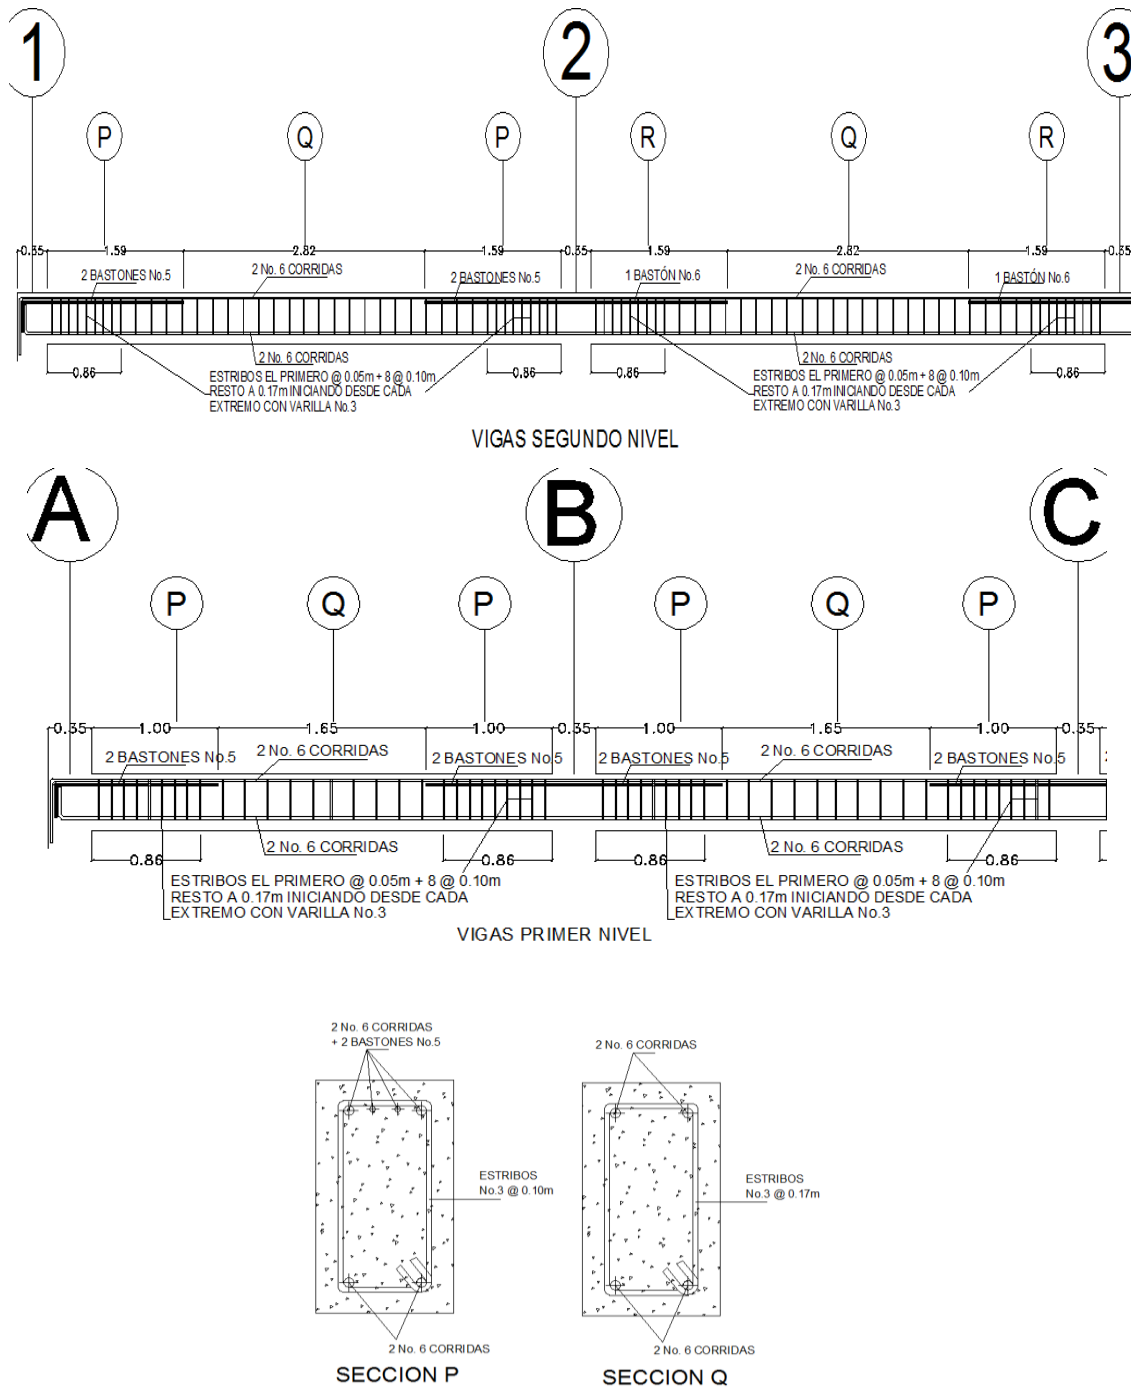 1 2 3
P Q P R Q R
0.35 1.59 2.82 1.59 0.35 1.59 2.82 1.59 0.35
2 BASTONES No.5 2 No. 6 CORRIDAS 2 BASTONES No.5 1 BASTÓN No.6 2 No. 6 CORRIDAS 1 BASTÓN No.6
2 No. 6 CORRIDAS 2 No. 6 CORRIDAS
0.86 0.86 0.86 0.86
ESTRIBOS EL PRIMERO @ 0.05m + 8 @ 0.10m
RESTO A 0.17m INICIANDO DESDE CADA
EXTREMO CON VARILLA No.3
ESTRIBOS EL PRIMERO @ 0.05m + 8 @ 0.10m
RESTO A 0.17m INICIANDO DESDE CADA
EXTREMO CON VARILLA No.3
VIGAS SEGUNDO NIVEL
A B C
P Q P P Q P
0.35 1.00 1.65 1.00 0.35 1.00 1.65 1.00 0.35
2 BASTONES No.5 2 No. 6 CORRIDAS 2 BASTONES No.5 2 BASTONES No.5 2 No. 6 CORRIDAS 2 BASTONES No.5
2 No. 6 CORRIDAS 2 No. 6 CORRIDAS
0.86 0.86 0.86 0.86
ESTRIBOS EL PRIMERO @ 0.05m + 8 @ 0.10m
RESTO A 0.17m INICIANDO DESDE CADA
EXTREMO CON VARILLA No.3
ESTRIBOS EL PRIMERO @ 0.05m + 8 @ 0.10m
RESTO A 0.17m INICIANDO DESDE CADA
EXTREMO CON VARILLA No.3
VIGAS PRIMER NIVEL
2 No. 6 CORRIDAS
+ 2 BASTONES No.5
ESTRIBOS
No.3 @ 0.10m
2 No. 6 CORRIDAS
SECCION P
2 No. 6 CORRIDAS
ESTRIBOS
No.3 @ 0.17m
2 No. 6 CORRIDAS
SECCION Q